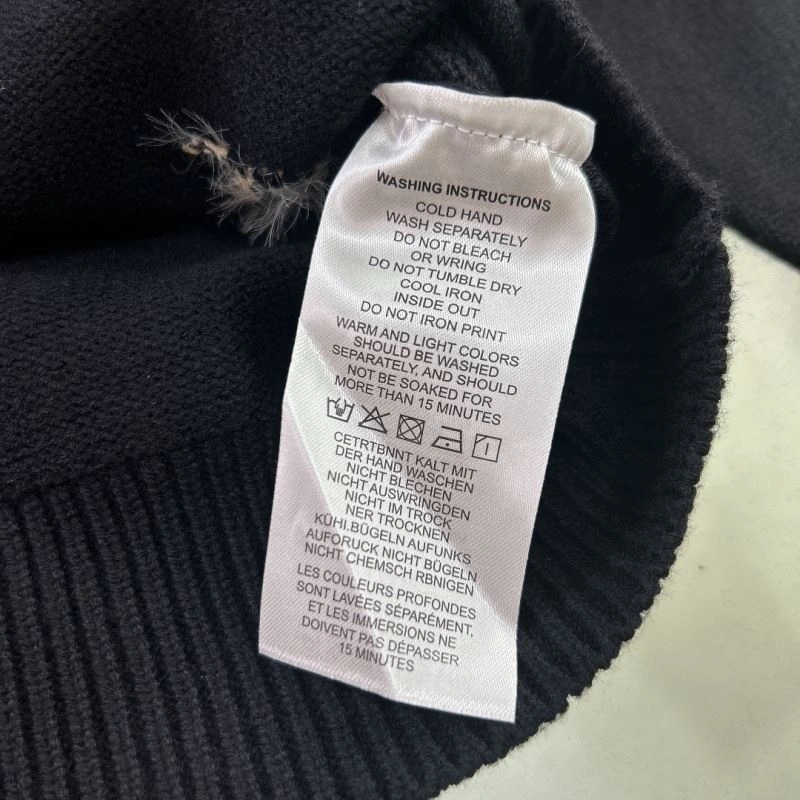 WASHING INSTRUCTIONS
COLD HAND
WASH SEPARATELY
DO NOT BLEACH
OR WRING
DO NOT TUMBLE DRY
COOL IRON
INSIDE OUT
DO NOT IRON PRINT
WARM AND LIGHT COLORS
SHOULD BE WASHED
SEPARATELY, AND SHOULD
NOT BE SOAKED FOR
MORE THAN 15 MINUTES
CETRTBNNT KALT MIT
DER HAND WASCHEN
NICHT BLECHEN
NICHT AUSWRINGDEN
NICHT IM TROCK
NER TROCKNEN
KÜHI.BÜGELN AUFUNKS
AUFORUCK NICHT BÜGELN
NICHT CHEMSCH RBNIGEN
LES COULEURS PROFONDES
SONT LAVÉES SÉPARÉMENT,
ET LES IMMERSIONS NE
DOIVENT PAS DÉPASSER
15 MINUTES